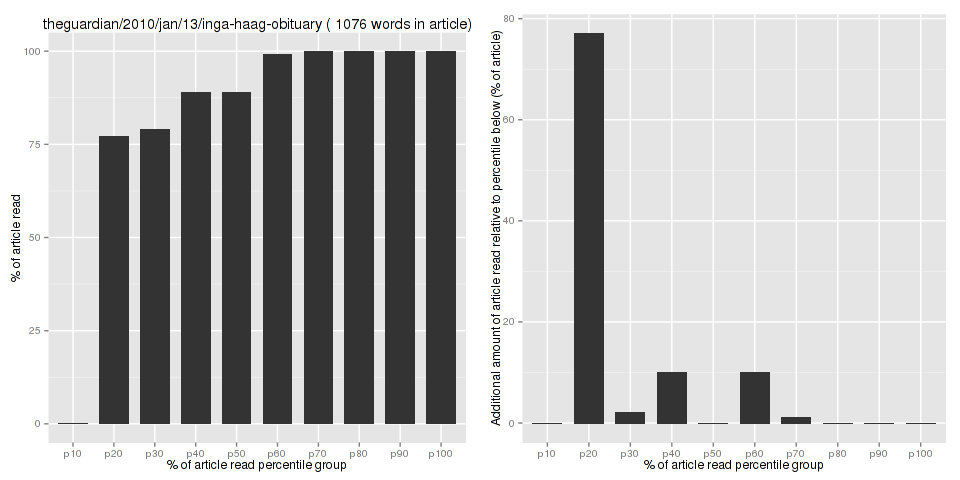 theguardian/2010/jan/13/inga-haag-obituary ( 1076 words in article)
% of article read
100
75
50
25
0
p10 p20 p30 p40 p50 p60 p70 p80 p90 p100
% of article read percentile group
Additional amount of article read relative to percentile below (% of article)
80
60
40
20
0
p10 p20 p30 p40 p50 p60 p70 p80 p90 p100
% of article read percentile group